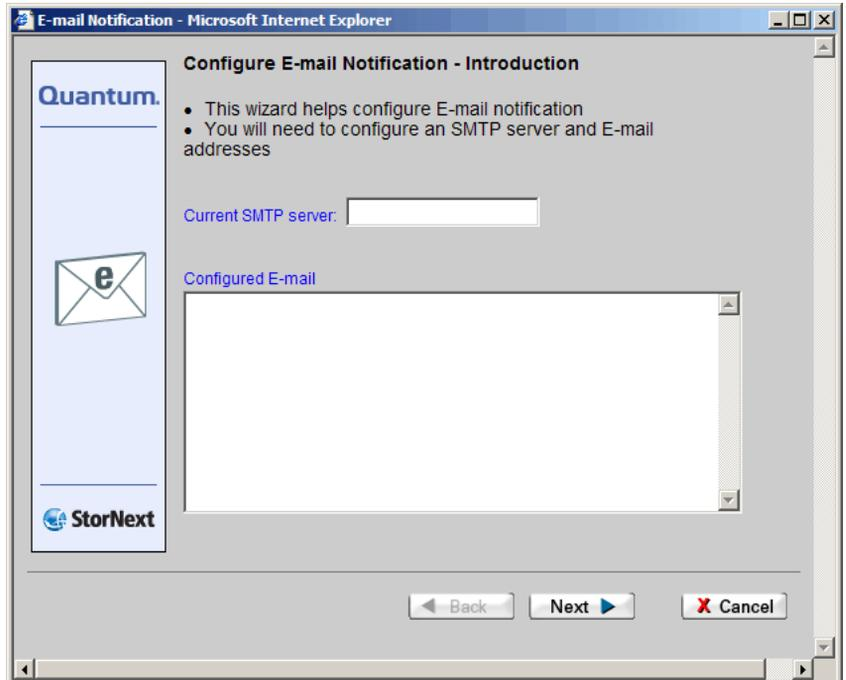 E-mail Notification - Microsoft Internet Explorer
Quantum.
e
StorNext
Configure E-mail Notification - Introduction
• This wizard helps configure E-mail notification
• You will need to configure an SMTP server and E-mail
addresses
Current SMTP server:
Configured E-mail
Back
Next
X Cancel